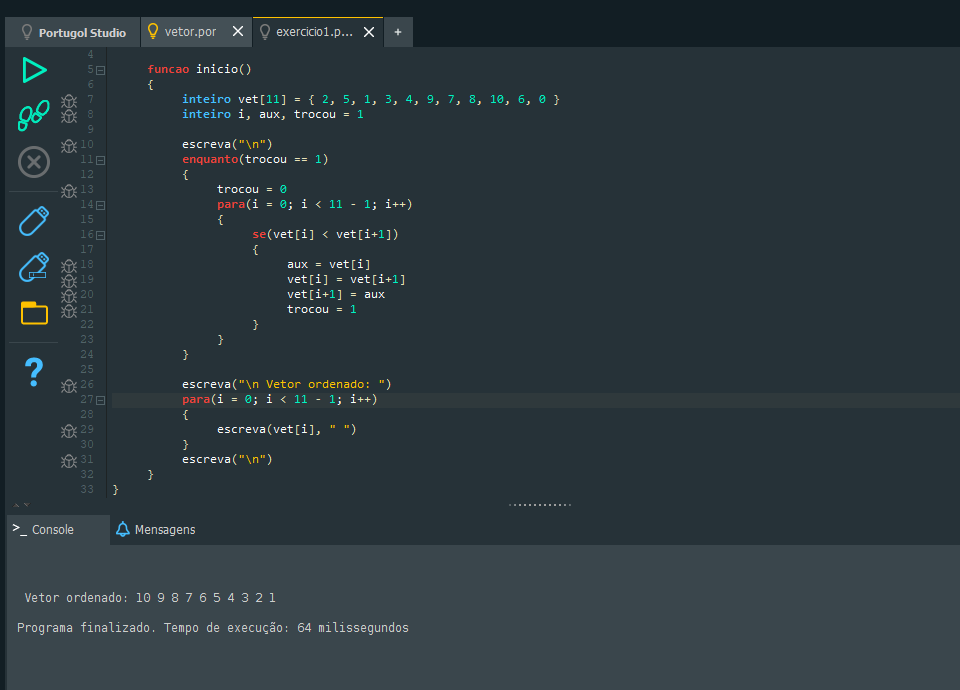 Portugol Studio vetor.por exercicio1.p... +
4
5 funcao inicio()
6 {
7 inteiro vet[11] = { 2, 5, 1, 3, 4, 9, 7, 8, 10, 6, 0 }
8 inteiro i, aux, trocou = 1
9
10 escreva("\n")
11 enquanto(trocou == 1)
12 {
13 trocou = 0
14 para(i = 0; i < 11 - 1; i++)
15 {
16 se(vet[i] < vet[i+1])
17 {
18 aux = vet[i]
19 vet[i] = vet[i+1]
20 vet[i+1] = aux
21 trocou = 1
22 }
23 }
24 }
25
26 escreva("\n Vetor ordenado: ")
27 para(i = 0; i < 11 - 1; i++)
28 {
29 escreva(vet[i], " ")
30 }
31 escreva("\n")
32 }
33 }
>_ Console Mensagens
Vetor ordenado: 10 9 8 7 6 5 4 3 2 1
Programa finalizado. Tempo de execução: 64 milissegundos